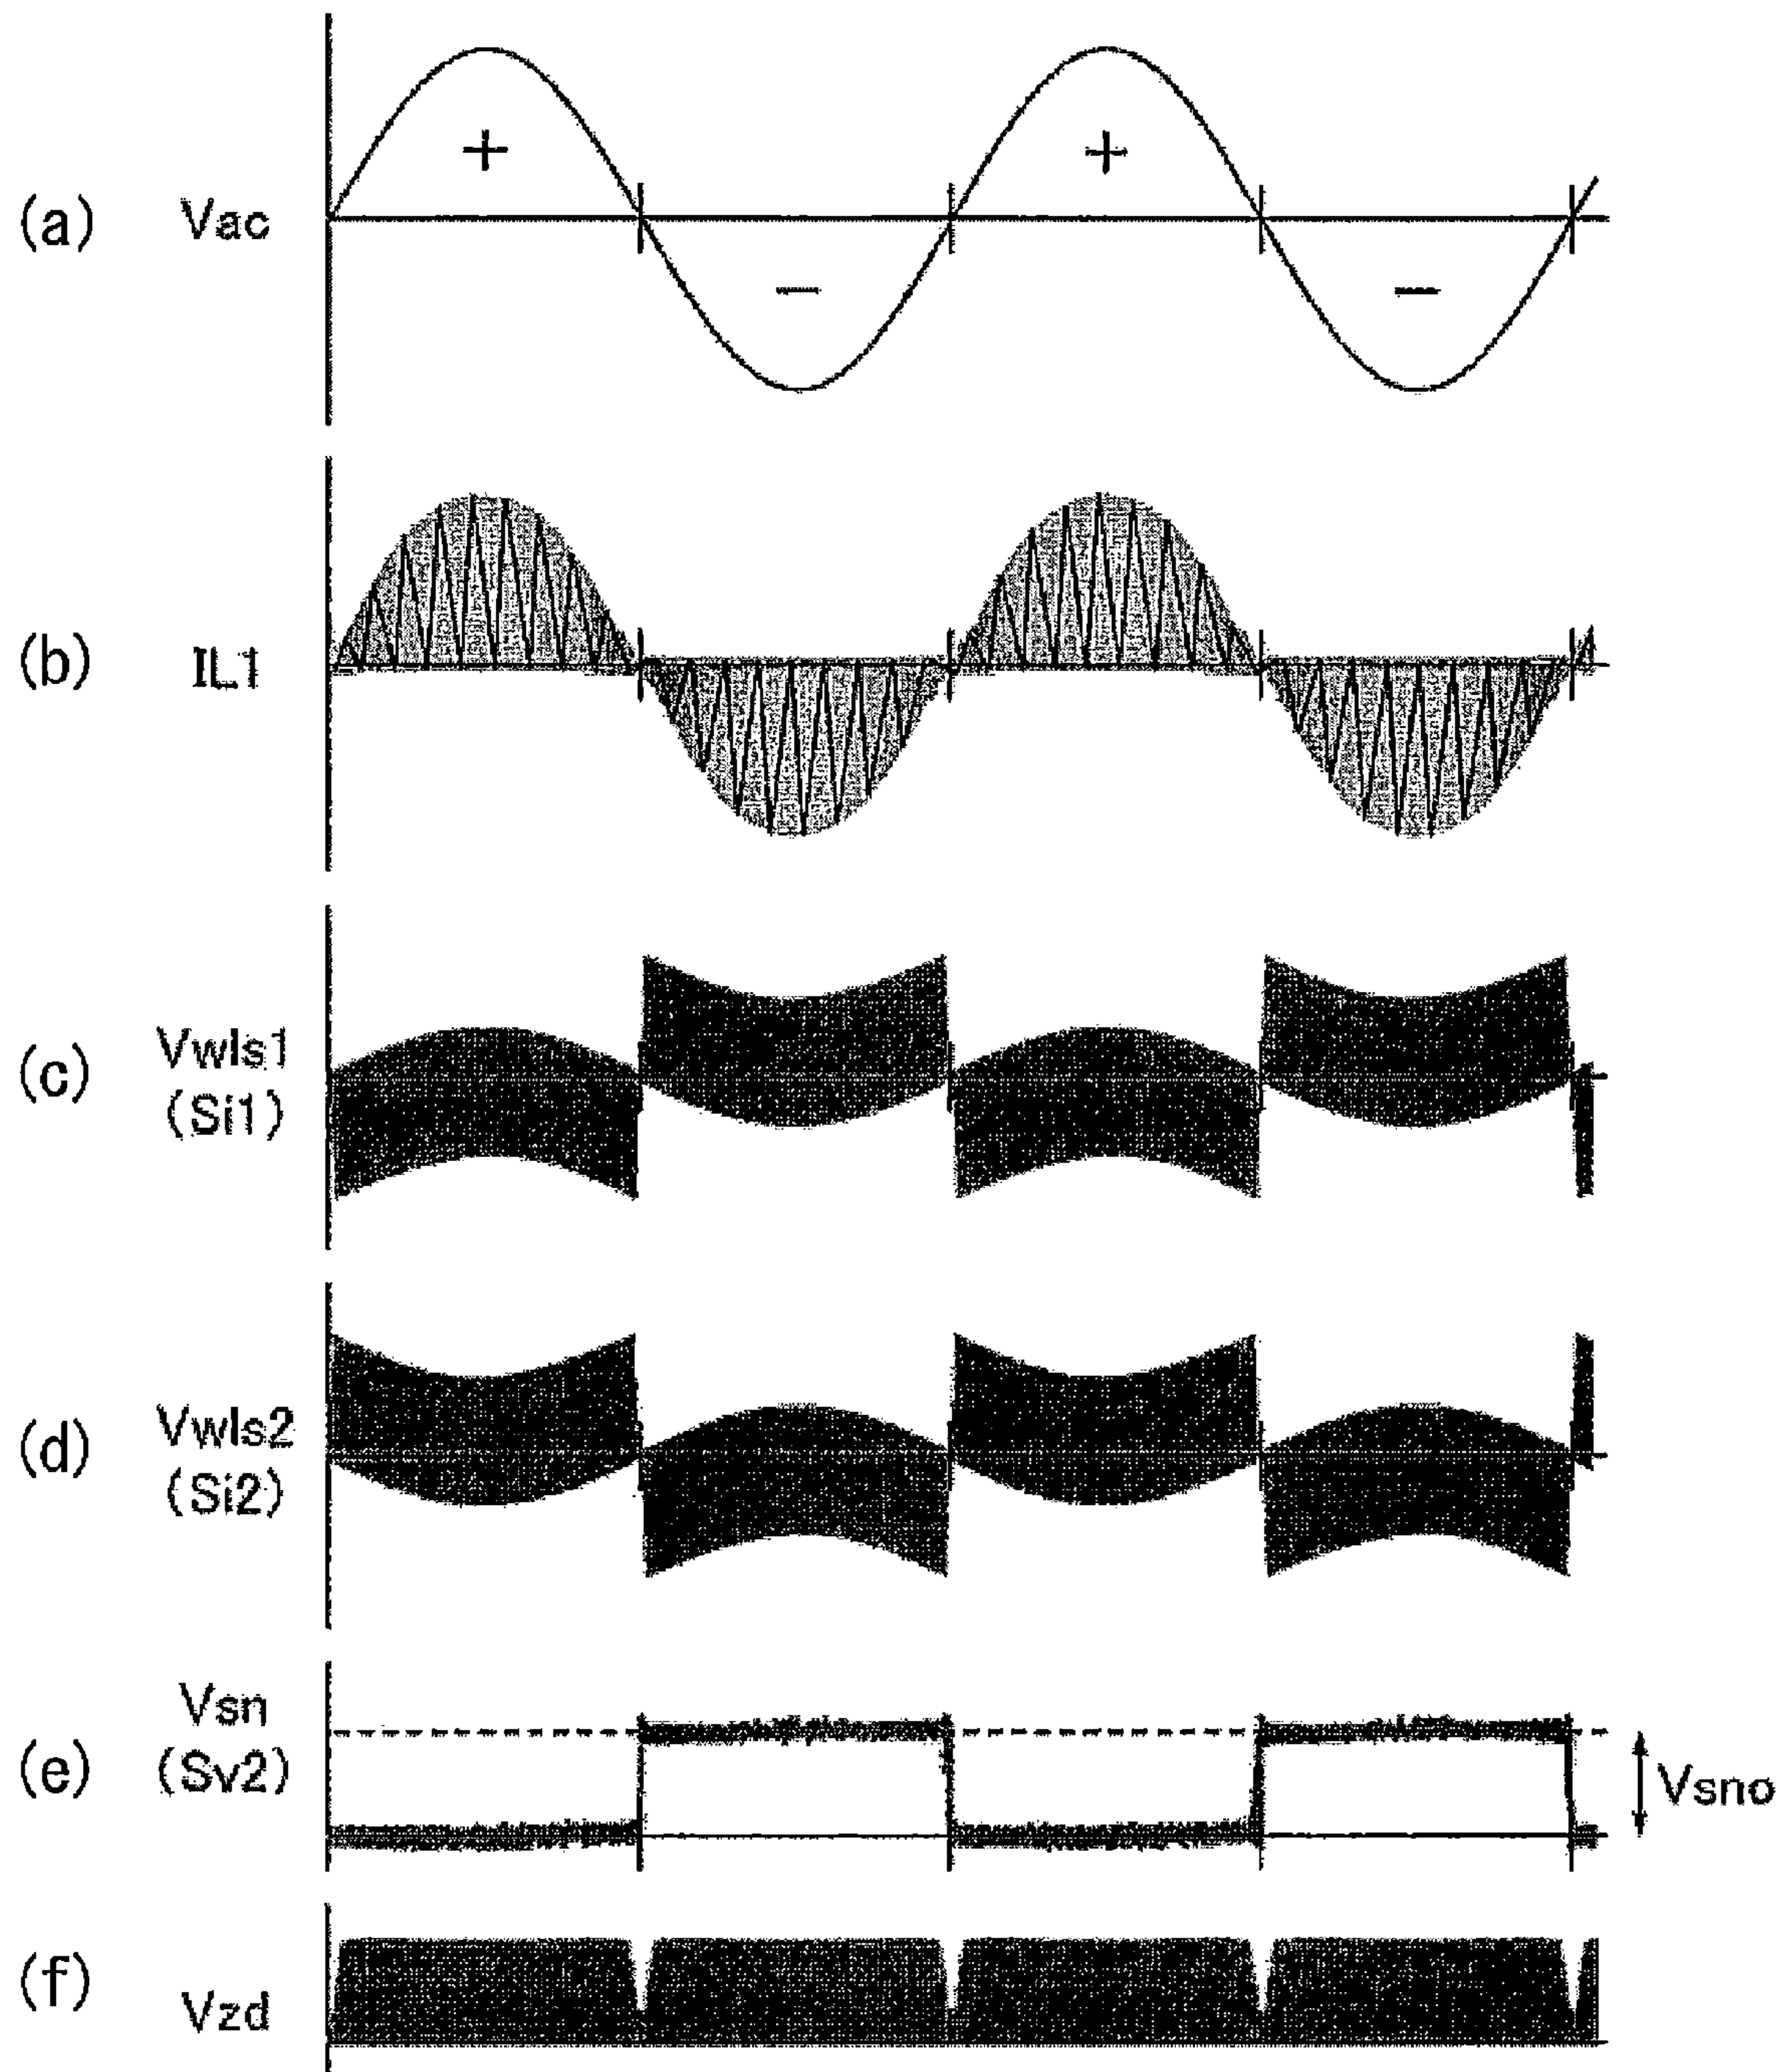 (a) Vac
+
+
−
−
(b) IL1
(c) Vwls1
(Si1)
(d) Vwls2
(Si2)
(e) Vsn
(Sv2)
Vsno
(f) Vzd